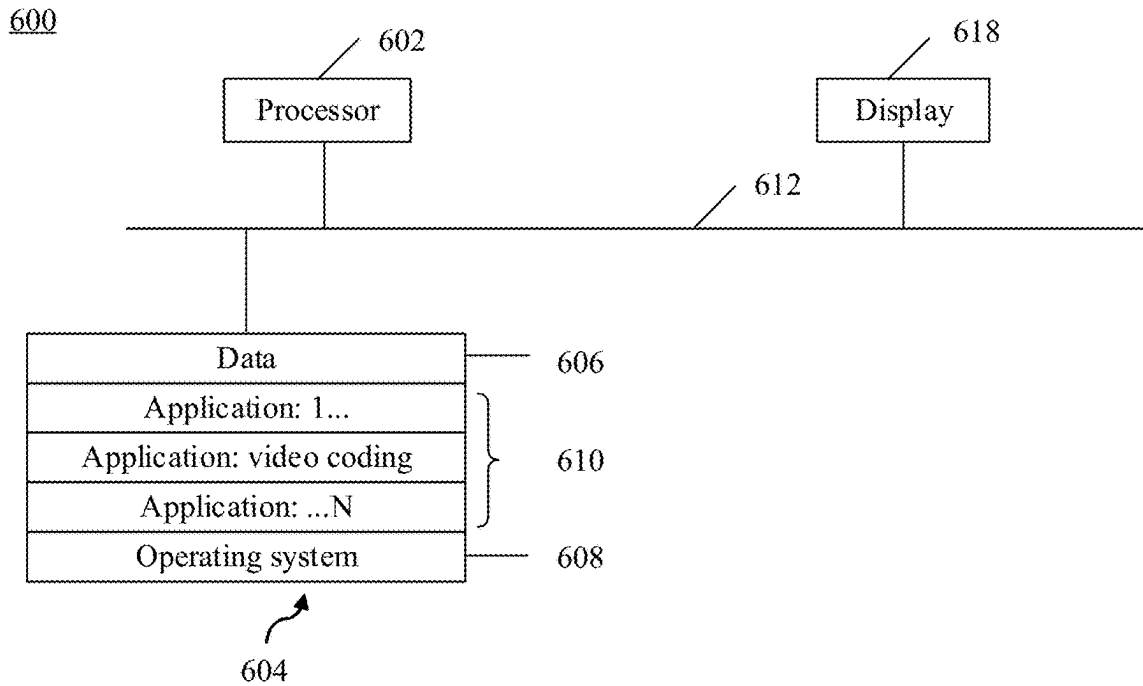 600
602
618
Processor
Display
612
Data
606
Application: 1...
Application: video coding
610
Application: ...N
Operating system
608
604